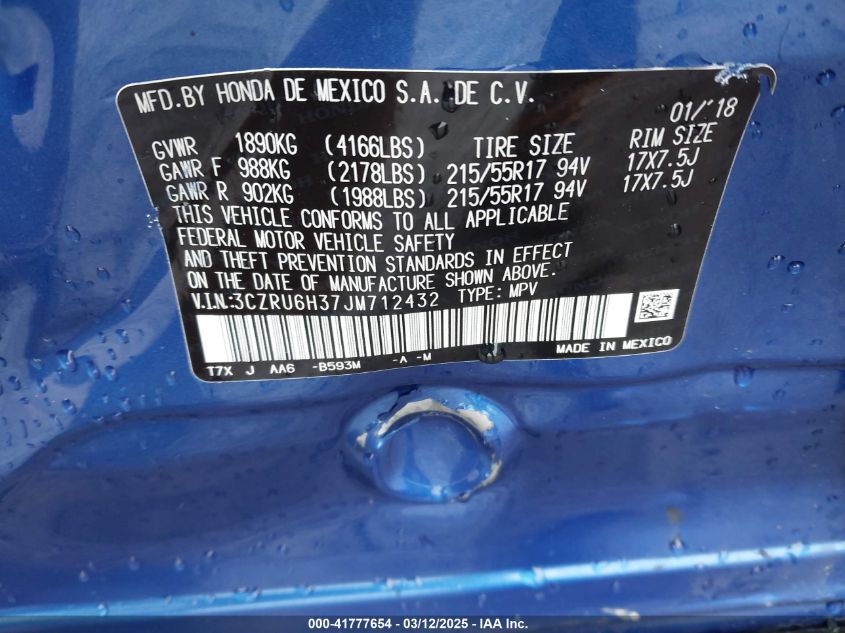 MFD.BY HONDA DE MEXICO S.A. DE C.V.
01/'18
GVWR 1890KG (4166LBS) TIRE SIZE RIM SIZE
GAWR F 988KG (2178LBS) 215/55R17 94V 17X7.5J
GAWR R 902KG (1988LBS) 215/55R17 94V 17X7.5J
THIS VEHICLE CONFORMS TO ALL APPLICABLE
FEDERAL MOTOR VEHICLE SAFETY
AND THEFT PREVENTION STANDARDS IN EFFECT
ON THE DATE OF MANUFACTURE SHOWN ABOVE.
V.I.N:3CZRU6H37JM712432 TYPE: MPV
T7X J AA6 -B593M -A -M MADE IN MEXICO
000-41777654 - 03/12/2025 - IAA Inc.